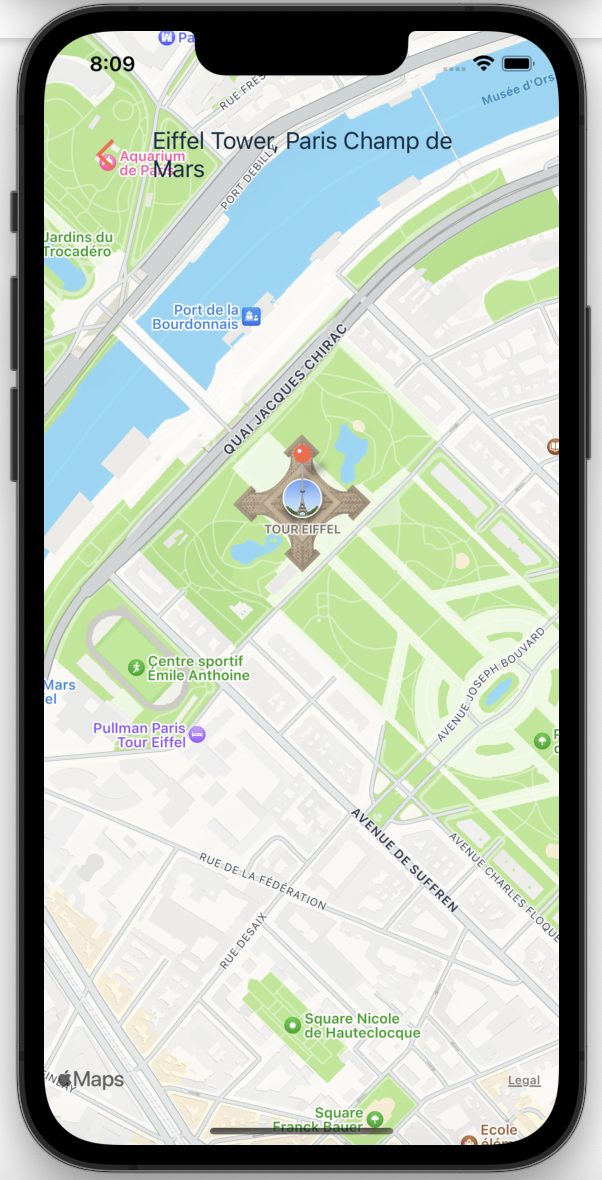 8:09
Pa
RUE FRES
Musée d'Ors
Eiffel Tower, Paris Champ de
Mars
Aquarium
de Paris
PORT DEBILLY
Jardins du
Trocadéro
Port de la
Bourdonnais
QUAI JACQUES CHIRAC
TOUR EIFFEL
Centre sportif
Émile Anthoine
AVENUE JOSEPH BOUVARD
Mars
el
Pullman Paris
Tour Eiffel
AVENUE DE SUFFREN
AVENUE CHARLES FLOQUE
RUE DE LA FÉDÉRATION
RUE DESAIX
Square Nicole
de Hauteclocque
FINLAY
Maps
Legal
Square
Franck Bauer
Ecole
élém